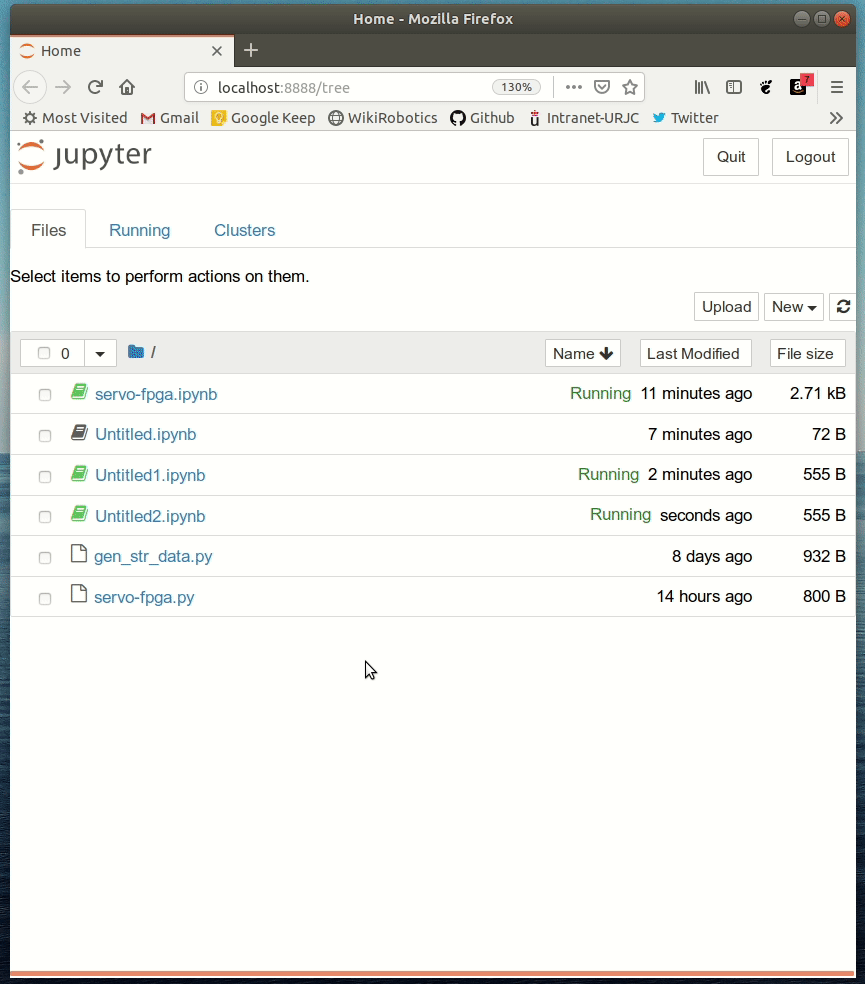 Home - Mozilla Firefox
Home
localhost:8888/tree 130%
a 7
Most Visited Gmail Google Keep WikiRobotics Github Intranet-URJC Twitter
jupyter Quit Logout
Files Running Clusters
Select items to perform actions on them.
Upload New
0 / Name Last Modified File size
servo-fpga.ipynb Running 11 minutes ago 2.71 kB
Untitled.ipynb 7 minutes ago 72 B
Untitled1.ipynb Running 2 minutes ago 555 B
Untitled2.ipynb Running seconds ago 555 B
gen_str_data.py 8 days ago 932 B
servo-fpga.py 14 hours ago 800 B